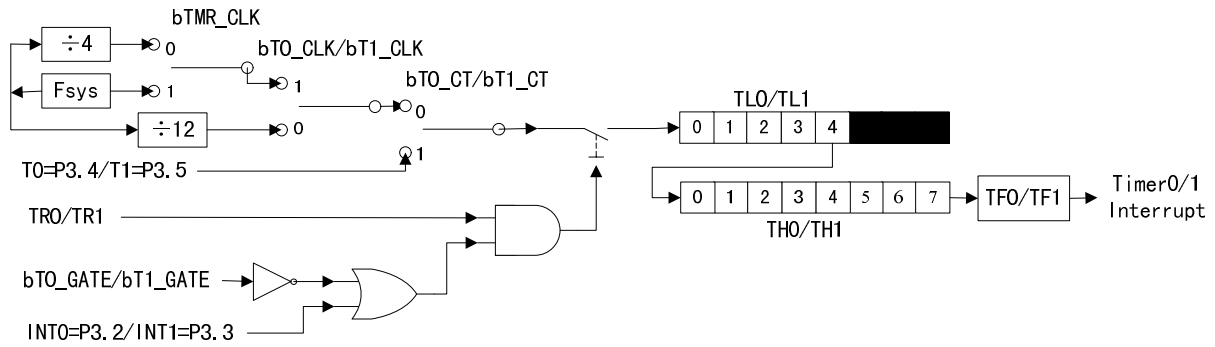 bTMR_CLK
÷4
0
bT0_CLK/bT1_CLK
Fsys
1
1
bT0_CT/bT1_CT
0
÷12
0
1
T0=P3.4/T1=P3.5
TL0/TL1
0 1 2 3 4
TR0/TR1
0 1 2 3 4 5 6 7
TH0/TH1
TF0/TF1
Timer0/1
Interrupt
bT0_GATE/bT1_GATE
INT0=P3.2/INT1=P3.3